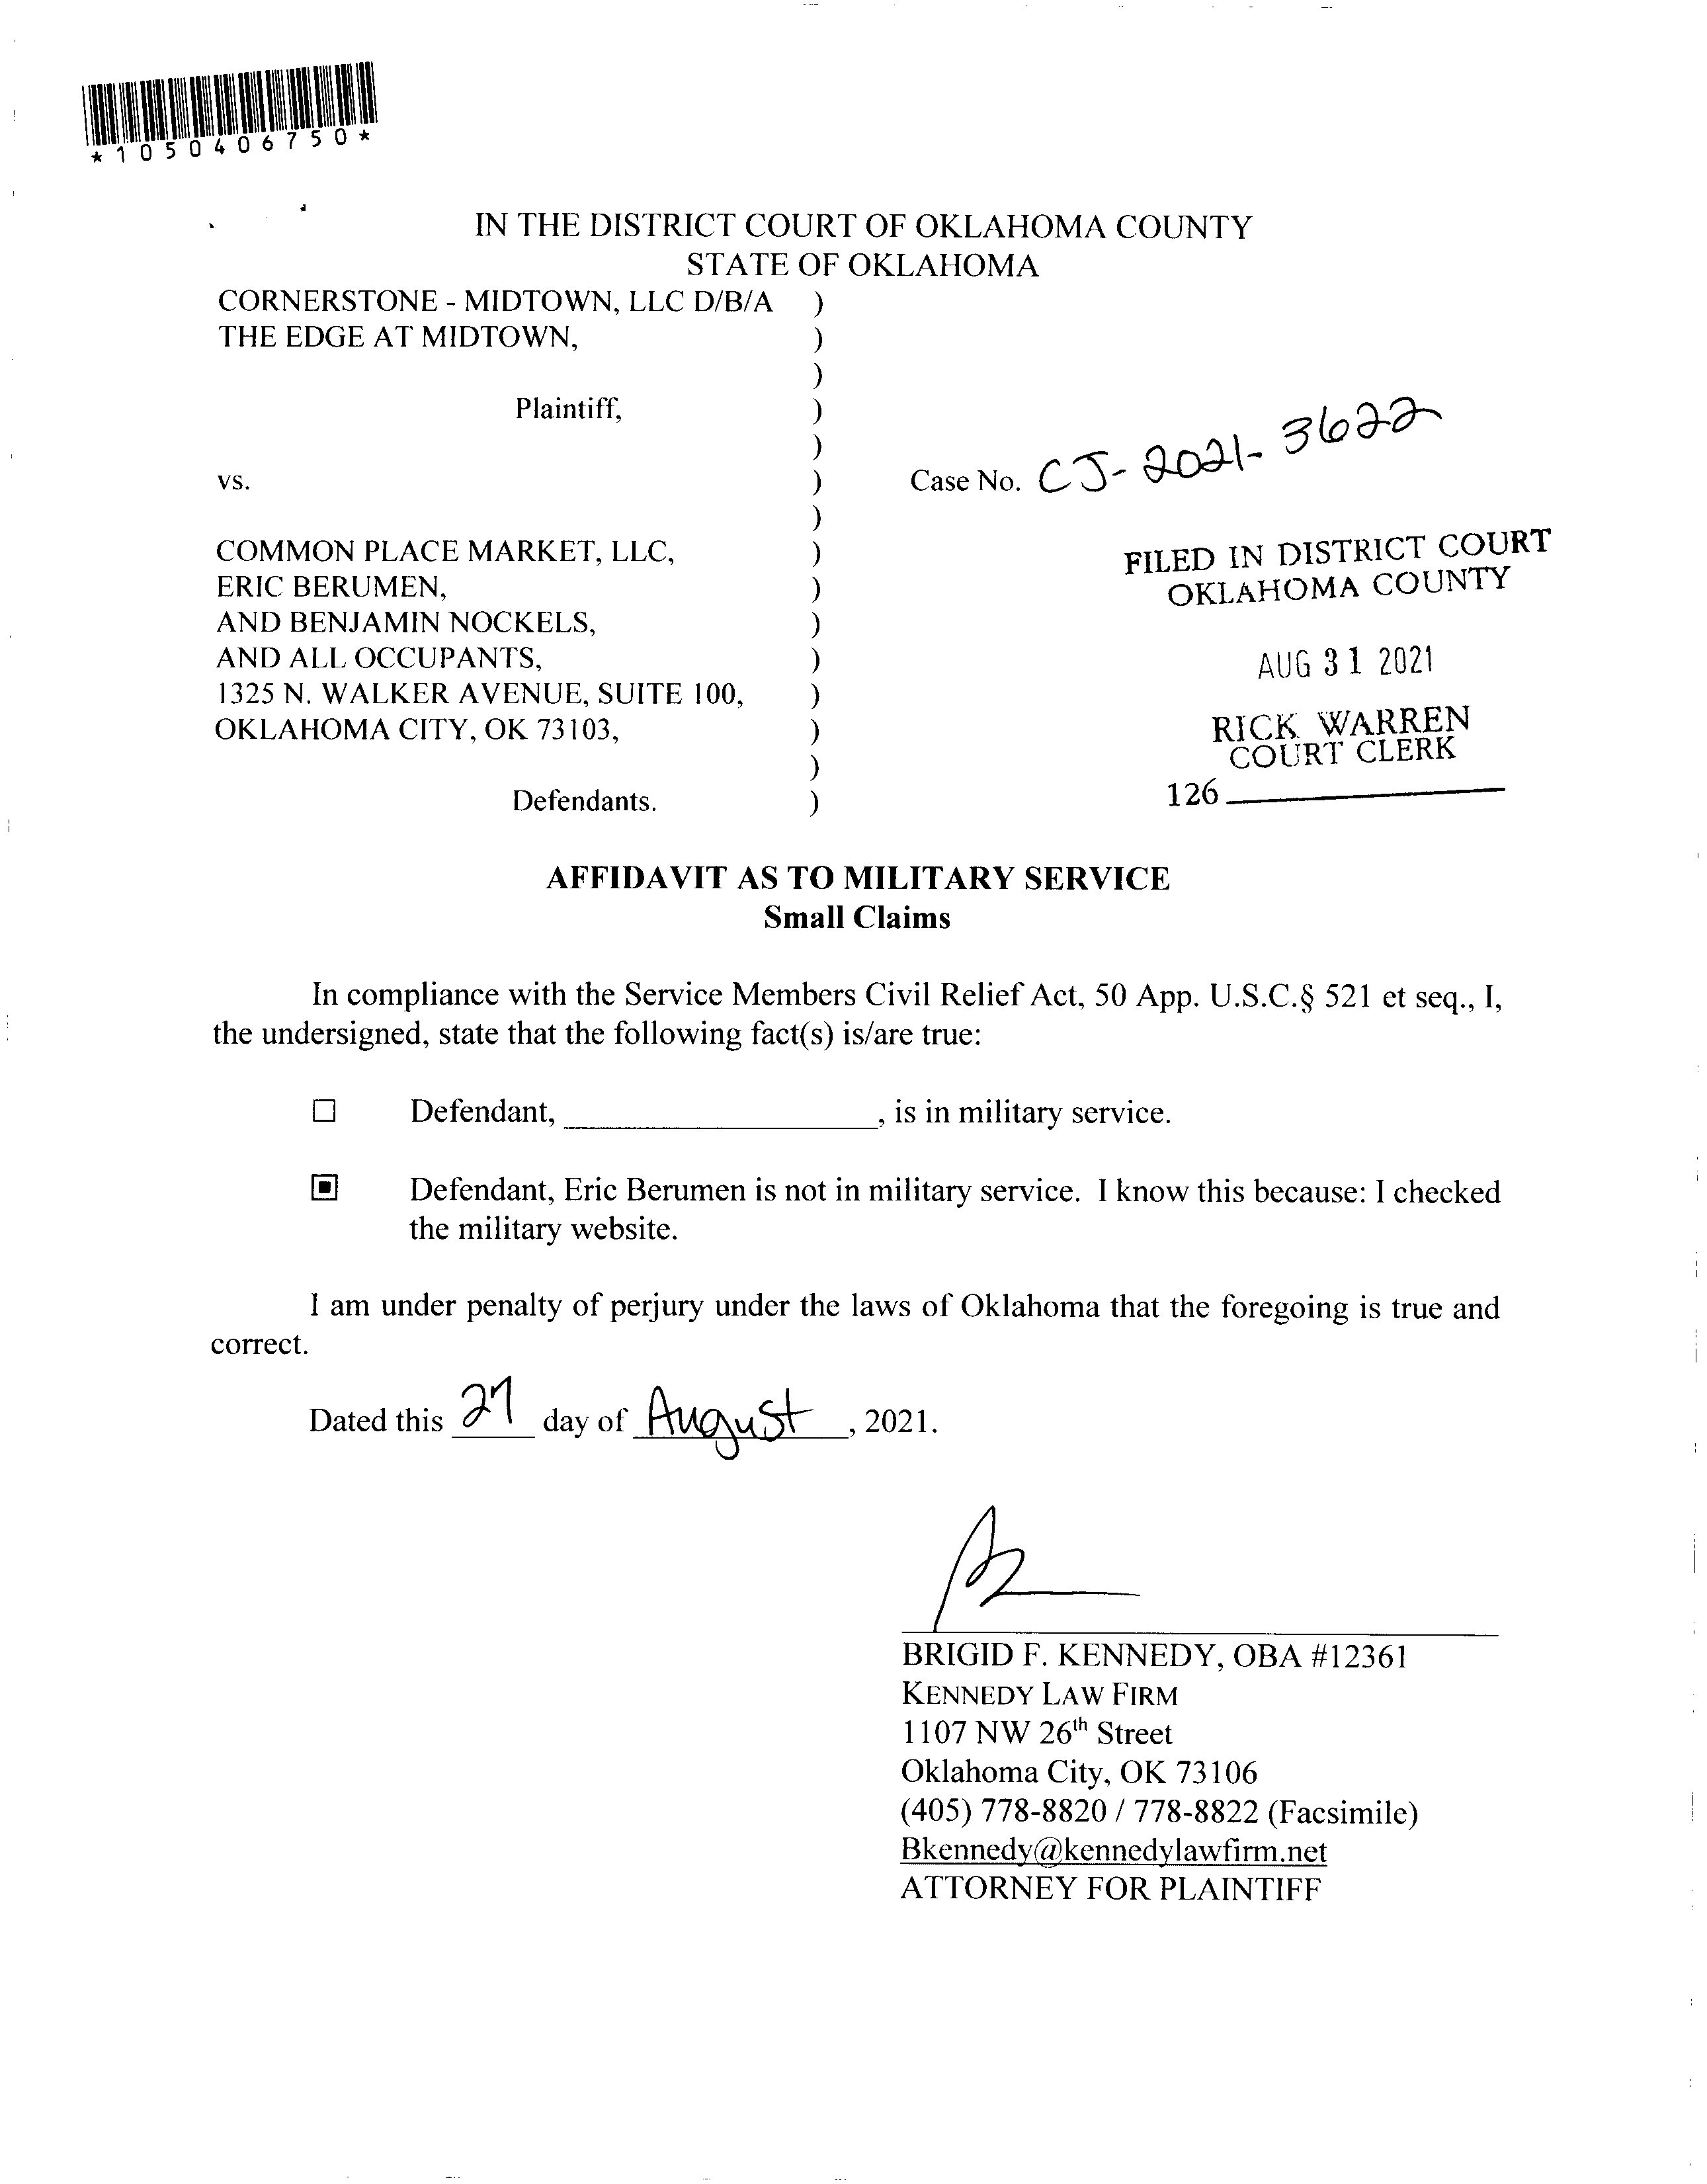 *1050406750*
IN THE DISTRICT COURT OF OKLAHOMA COUNTY
STATE OF OKLAHOMA
CORNERSTONE - MIDTOWN, LLC D/B/A )
THE EDGE AT MIDTOWN, )
)
Plaintiff, )
)
vs. ) Case No. CJ-2021-3622
)
COMMON PLACE MARKET, LLC, )
ERIC BERUMEN, )
AND BENJAMIN NOCKELS, )
AND ALL OCCUPANTS, )
1325 N. WALKER AVENUE, SUITE 100, )
OKLAHOMA CITY, OK 73103, )
)
Defendants. )
FILED IN DISTRICT COURT
OKLAHOMA COUNTY
AUG 31 2021
RICK WARREN
COURT CLERK
126
AFFIDAVIT AS TO MILITARY SERVICE
Small Claims
In compliance with the Service Members Civil Relief Act, 50 App. U.S.C.§ 521 et seq., I,
the undersigned, state that the following fact(s) is/are true:
☐ Defendant, ____________________, is in military service.
▣ Defendant, Eric Berumen is not in military service. I know this because: I checked
the military website.
I am under penalty of perjury under the laws of Oklahoma that the foregoing is true and
correct.
Dated this 27 day of August, 2021.
BRIGID F. KENNEDY, OBA #12361
KENNEDY LAW FIRM
1107 NW 26th Street
Oklahoma City, OK 73106
(405) 778-8820 / 778-8822 (Facsimile)
Bkennedy@kennedylawfirm.net
ATTORNEY FOR PLAINTIFF